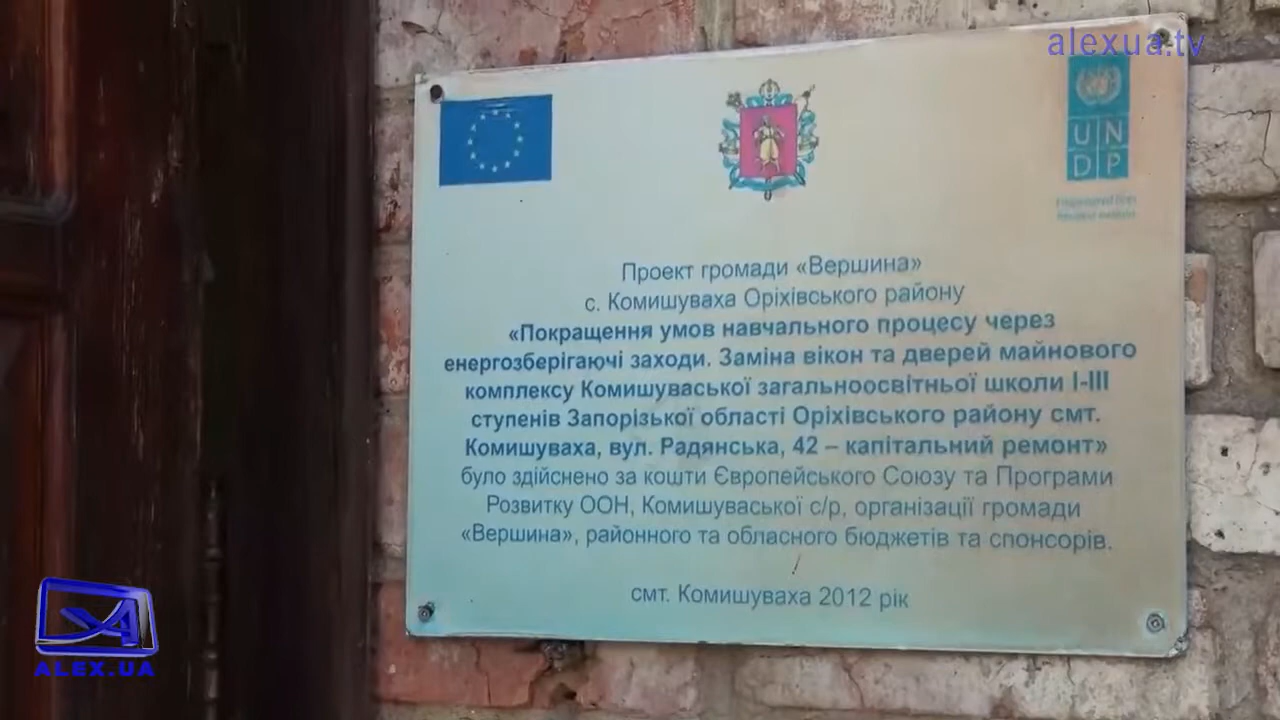 alexua.tv
UN
DP
Проект громади «Вершина»
с. Комишуваха Оріхівського району
«Покращення умов навчального процесу через
енергозберігаючі заходи. Заміна вікон та дверей майнового
комплексу Комишуваської загальноосвітньої школи І-ІІІ
ступенів Запорізької області Оріхівського району смт.
Комишуваха, вул. Радянська, 42 – капітальний ремонт»
було здійснено за кошти Європейського Союзу та Програми
Розвитку ООН, Комишуваської с/р, організації громади
«Вершина», районного та обласного бюджетів та спонсорів.
смт. Комишуваха 2012 рік
ALEX.UA